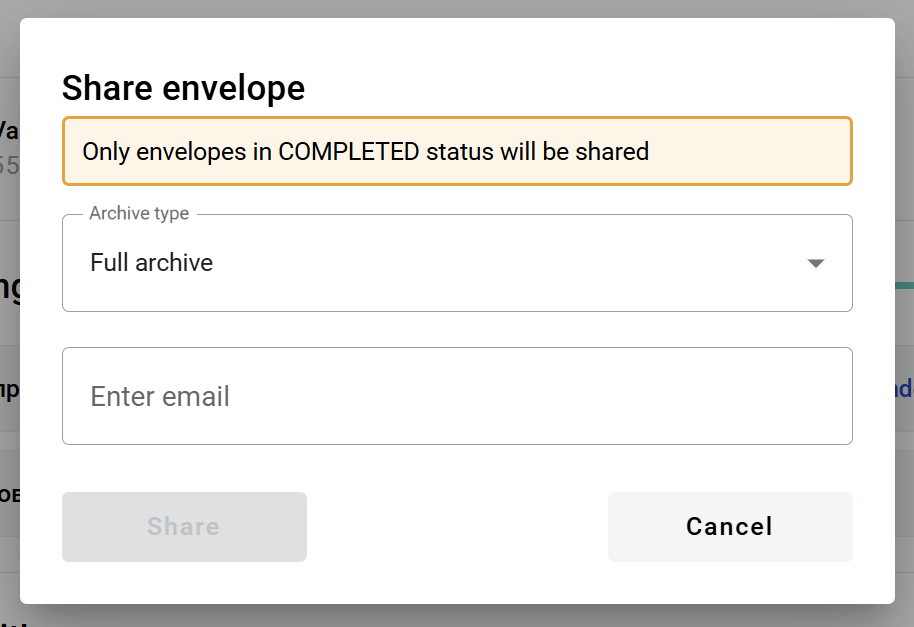 Share envelope
Only envelopes in COMPLETED status will be shared
Archive type
Full archive
Enter email
Share
Cancel